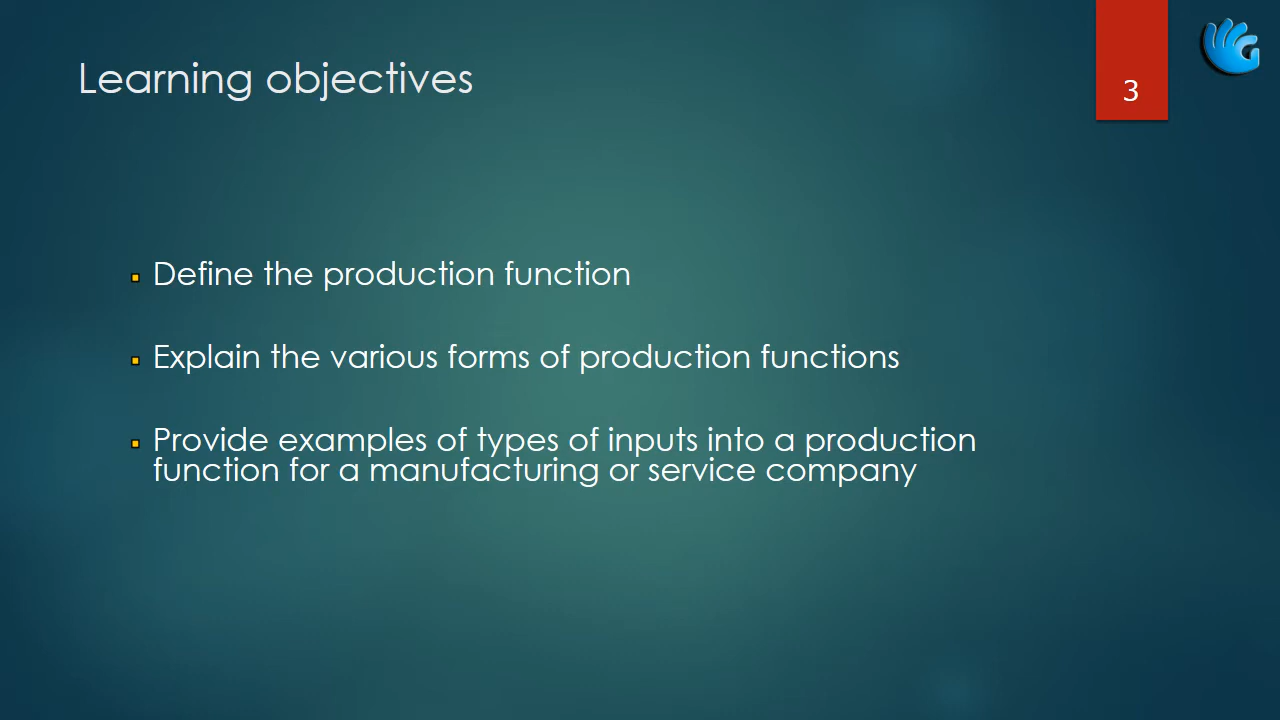 Learning objectives
3
Define the production function
Explain the various forms of production functions
Provide examples of types of inputs into a production
function for a manufacturing or service company